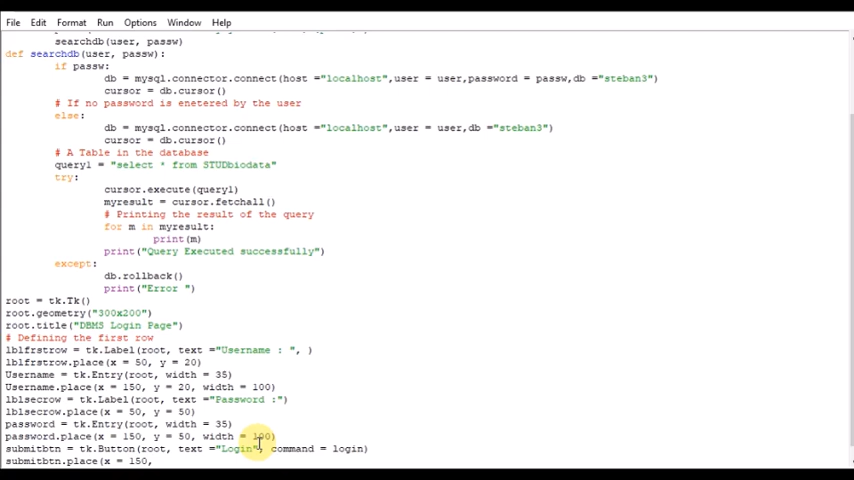 File Edit Format Run Options Window Help
searchdb(user, passw)
def searchdb(user, passw):
if passw:
db = mysql.connector.connect(host ="localhost",user = user,password = passw,db ="steban3")
cursor = db.cursor()
# If no password is enetered by the user
else:
db = mysql.connector.connect(host ="localhost",user = user,db ="steban3")
cursor = db.cursor()
# A Table in the database
query1 = "select * from STUDbiodata"
try:
cursor.execute(query1)
myresult = cursor.fetchall()
# Printing the result of the query
for m in myresult:
print(m)
print("Query Executed successfully")
except:
db.rollback()
print("Error ")
root = tk.Tk()
root.geometry("300x200")
root.title("DBMS Login Page")
# Defining the first row
lblfrstrow = tk.Label(root, text ="Username : ", )
lblfrstrow.place(x = 50, y = 20)
Username = tk.Entry(root, width = 35)
Username.place(x = 150, y = 20, width = 100)
lblsecrow = tk.Label(root, text ="Password :")
lblsecrow.place(x = 50, y = 50)
password = tk.Entry(root, width = 35)
password.place(x = 150, y = 50, width = 100)
submitbtn = tk.Button(root, text ="Login", command = login)
submitbtn.place(x = 150,